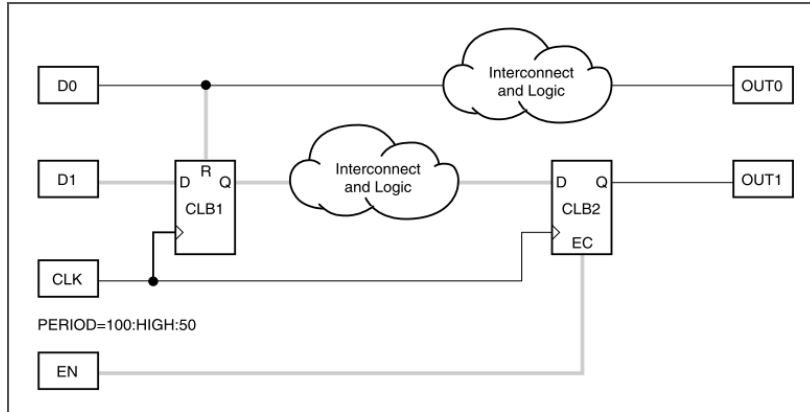 Interconnect
and Logic
D0
OUT0
D1
R
D Q
CLB1
Interconnect
and Logic
D Q
CLB2
EC
OUT1
CLK
PERIOD=100:HIGH:50
EN